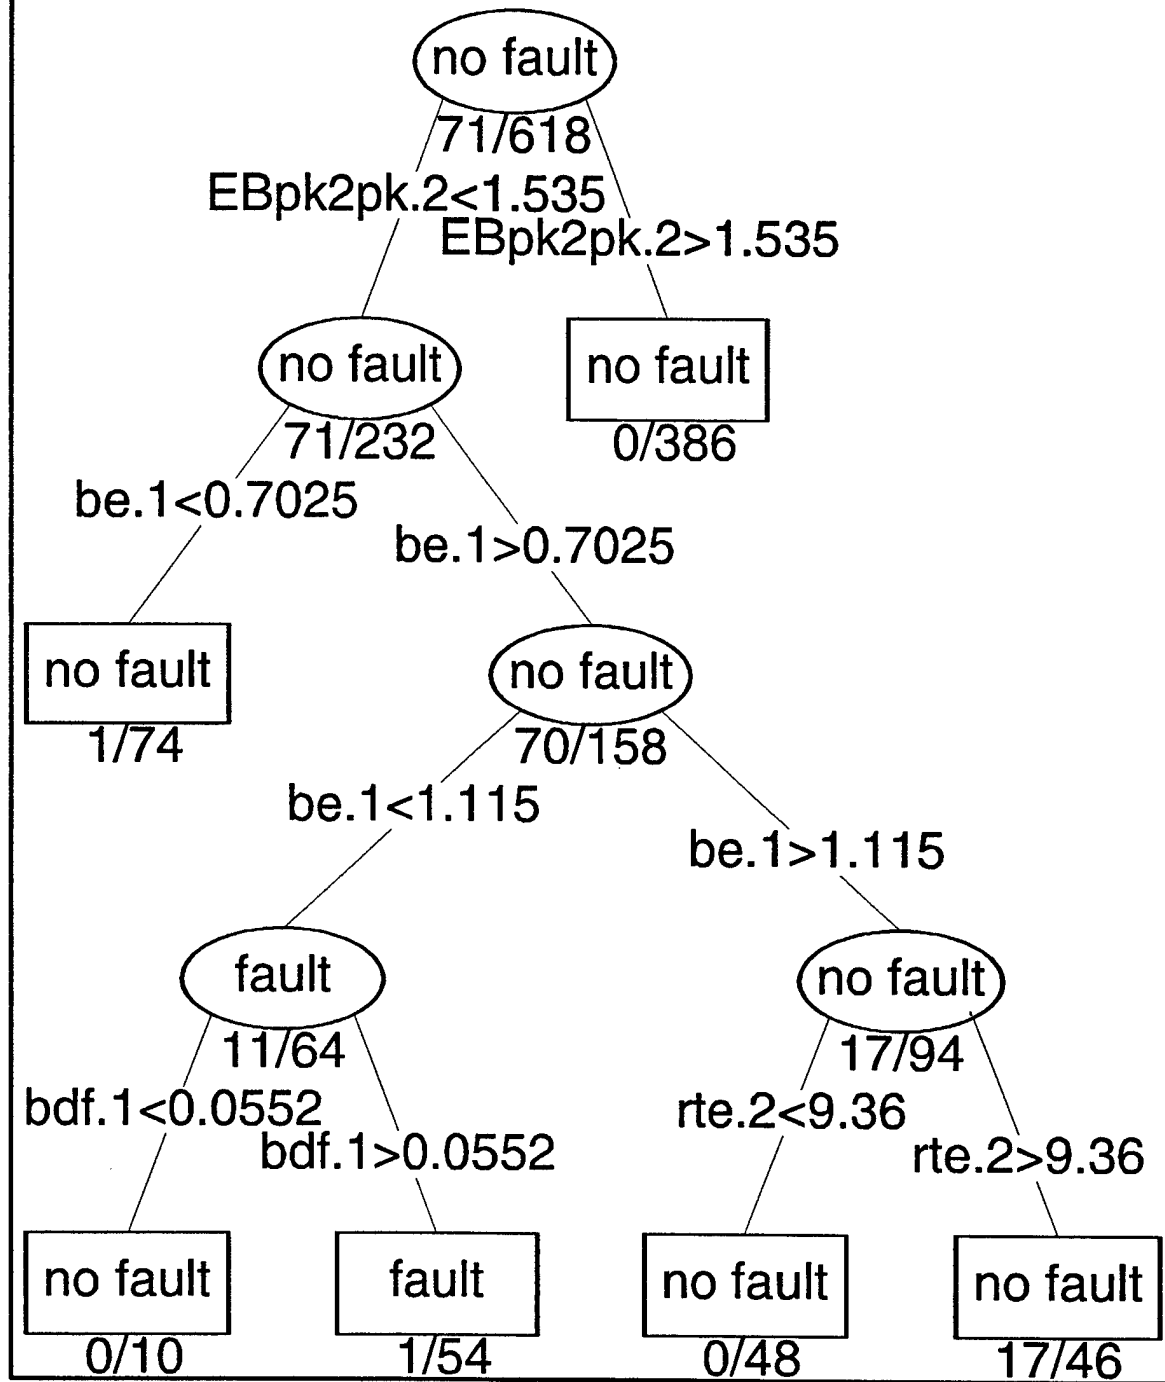 no fault
71/618
EBpk2pk.2<1.535
EBpk2pk.2>1.535
no fault
71/232
no fault
0/386
be.1<0.7025
be.1>0.7025
no fault
1/74
no fault
70/158
be.1<1.115
be.1>1.115
fault
11/64
no fault
17/94
bdf.1<0.0552
bdf.1>0.0552
rte.2<9.36
rte.2>9.36
no fault
0/10
fault
1/54
no fault
0/48
no fault
17/46